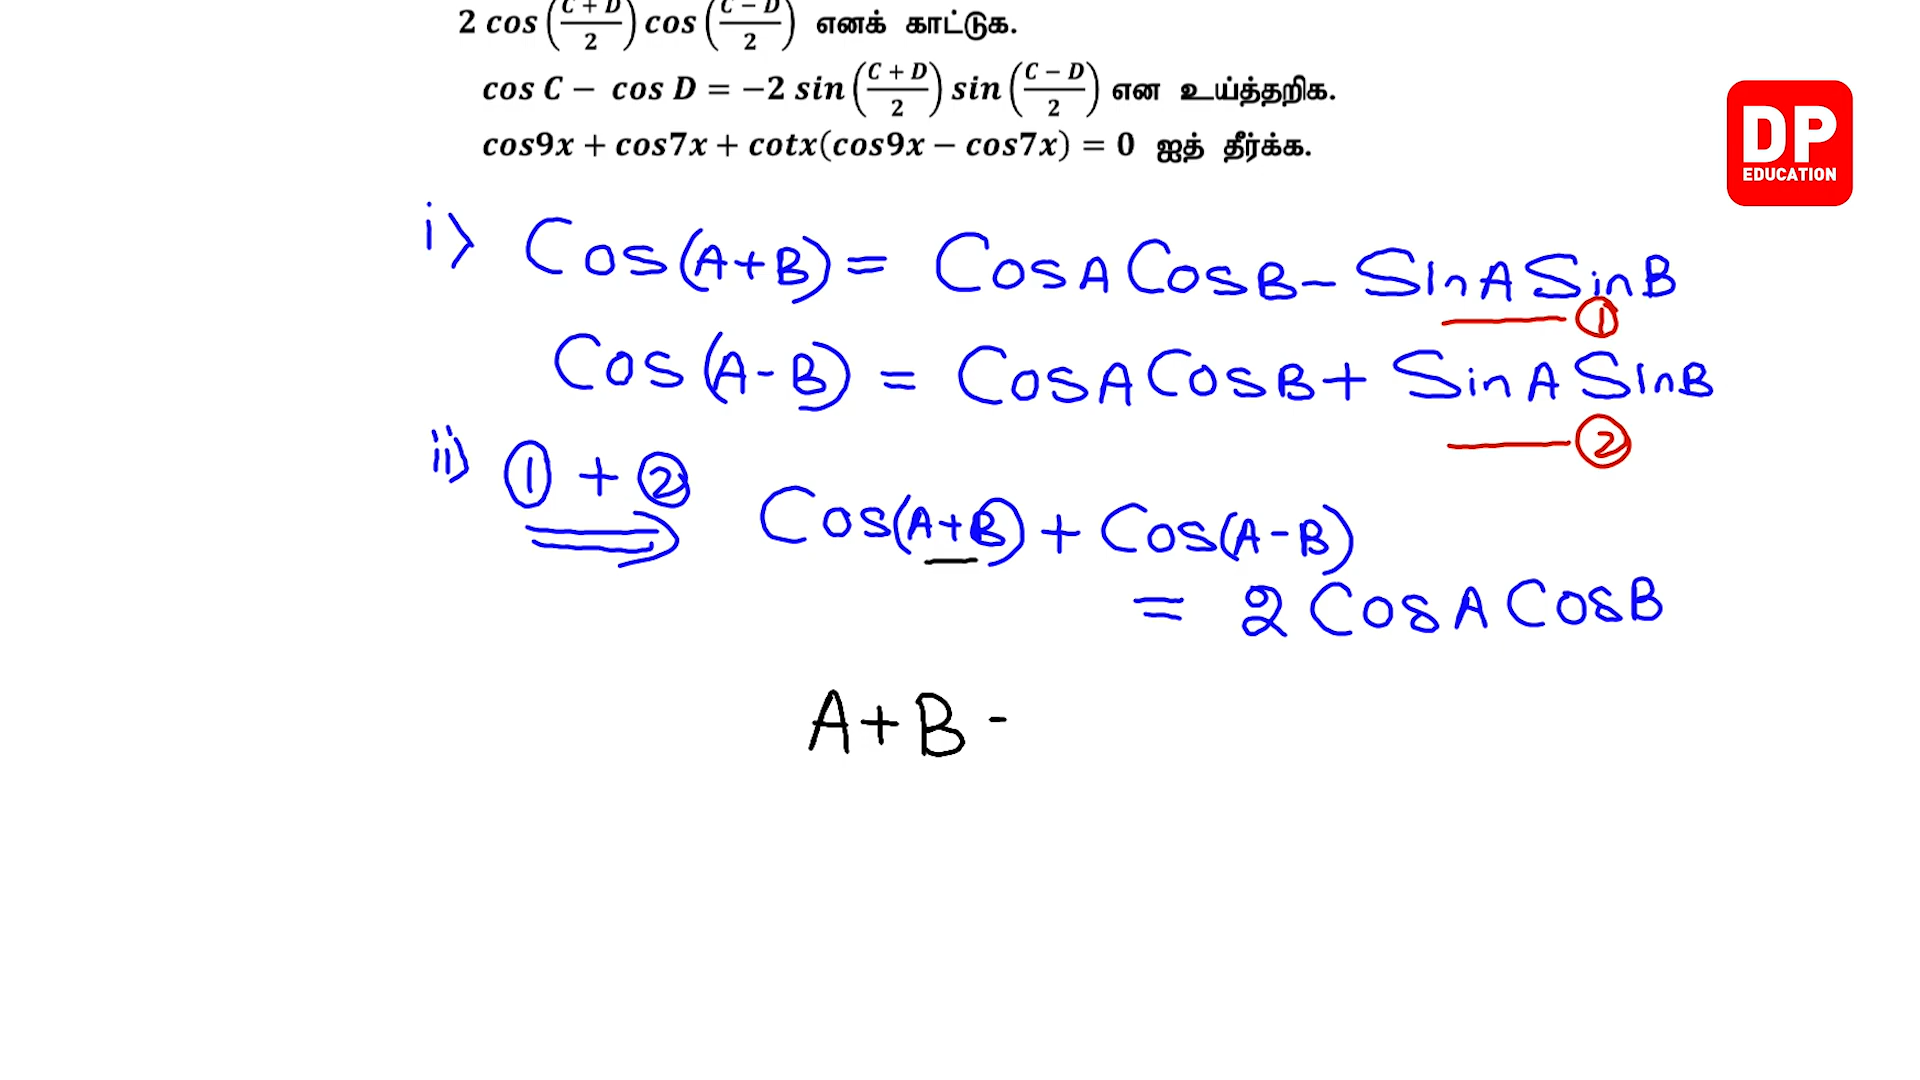 2 cos (C + D / 2) cos (C − D / 2) எனக் காட்டுக.
cos C − cos D = −2 sin (C + D / 2) sin (C − D / 2) என உய்த்தறிக.
cos9x + cos7x + cotx(cos9x − cos7x) = 0 ஐத் தீர்க்க.
DP
EDUCATION
i) Cos(A+B) = CosA CosB − SinA SinB
①
Cos(A-B) = CosA CosB + SinA SinB
②
ii) ① + ②
Cos(A+B) + Cos(A-B)
= 2 CosA CosB
A+B -